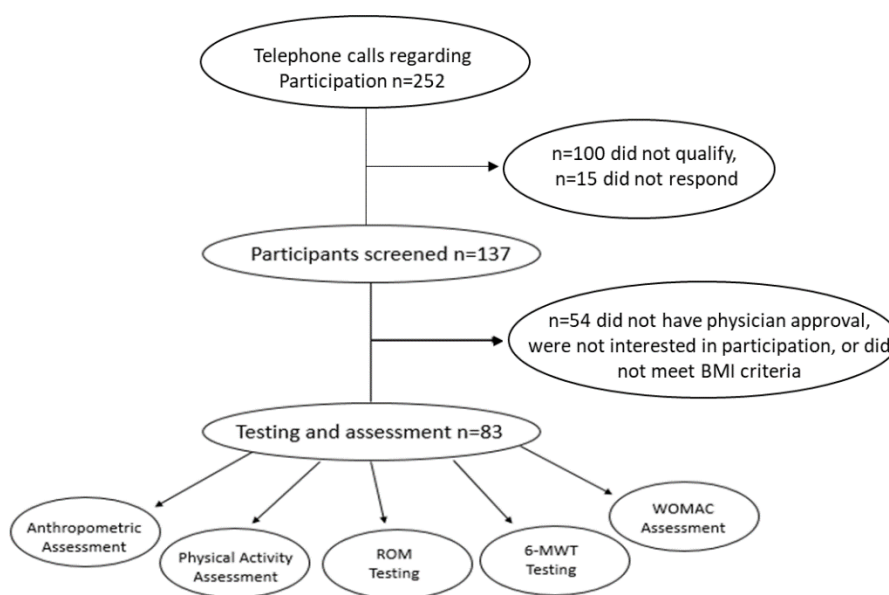 Telephone calls regarding
Participation n=252
n=100 did not qualify,
n=15 did not respond
Participants screened n=137
n=54 did not have physician approval,
were not interested in participation, or did
not meet BMI criteria
Testing and assessment n=83
Anthropometric
Assessment
Physical Activity
Assessment
ROM
Testing
6-MWT
Testing
WOMAC
Assessment